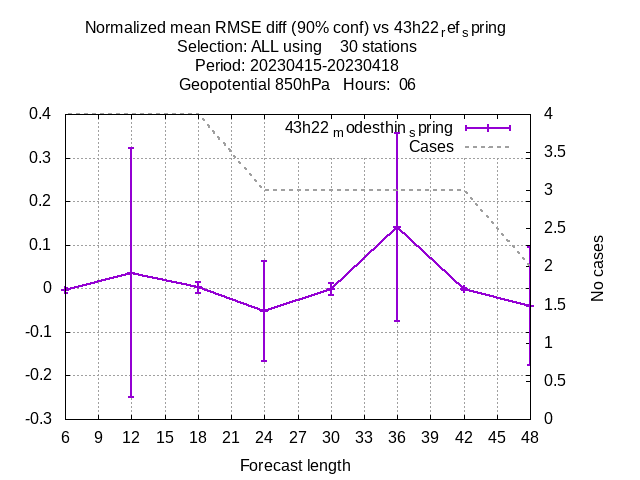 Normalized mean RMSE diff (90% conf) vs 43h22refspring
Selection: ALL using    30 stations
Period: 20230415-20230418
Geopotential 850hPa   Hours:  06
43h22modesthinspring
Cases
0.4
0.3
0.2
0.1
0
-0.1
-0.2
-0.3
4
3.5
3
2.5
2
1.5
1
0.5
0
No cases
6 9 12 15 18 21 24 27 30 33 36 39 42 45 48
Forecast length